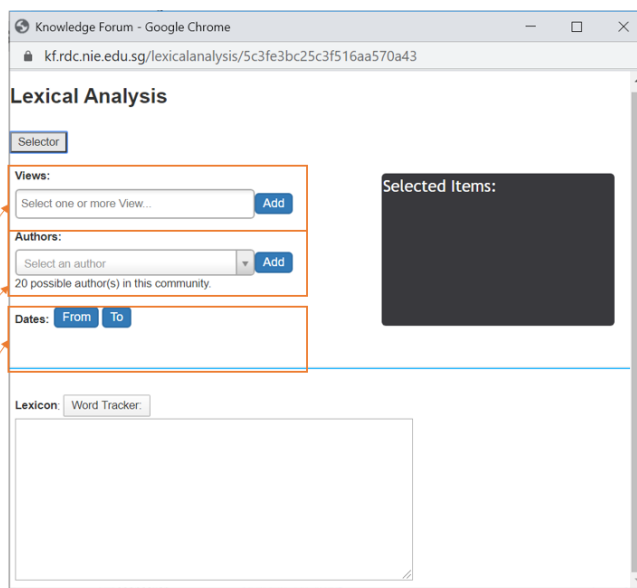 Knowledge Forum - Google Chrome
kf.rdc.nie.edu.sg/lexicalanalysis/5c3fe3bc25c3f516aa570a43
Lexical Analysis
Selector
Views:
Select one or more View... Add
Selected Items:
Authors:
Select an author Add
20 possible author(s) in this community.
Dates: From To
Lexicon: Word Tracker: